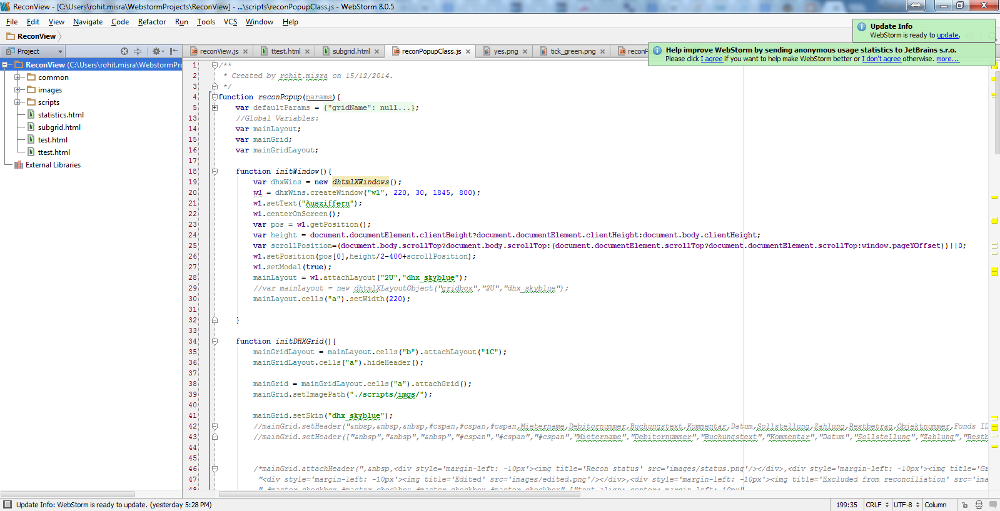 ReconView - [C:\Users\rohit.misra\WebstormProjects\ReconView] - ...\scripts\reconPopupClass.js - WebStorm 8.0.5
File Edit View Navigate Code Refactor Run Tools VCS Window Help
ReconView
Update Info
WebStorm is ready to update.
Help improve WebStorm by sending anonymous usage statistics to JetBrains s.r.o.
Please click I agree if you want to help make WebStorm better or I don't agree otherwise. more...
Project
reconView.js ttest.html subgrid.html reconPopupClass.js yes.png tick_green.png reconP
ReconView (C:\Users\rohit.misra\WebstormProj
common
images
scripts
statistics.html
subgrid.html
test.html
ttest.html
External Libraries
1 /**
2 * Created by rohit.misra on 15/12/2014.
3 */
4 function reconPopup(params){
5 var defaultParams = {"gridName": null...};
13 //Global Variables:
14 var mainLayout;
15 var mainGrid;
16 var mainGridLayout;
17
18 function initWindow(){
19 var dhxWins = new dhtmlXWindows();
20 w1 = dhxWins.createWindow("w1", 220, 30, 1845, 800);
21 w1.setText("Ausziffern");
22 w1.centerOnScreen();
23 var pos = w1.getPosition();
24 var height = document.documentElement.clientHeight?document.documentElement.clientHeight:document.body.clientHeight;
25 var scrollPosition=(document.body.scrollTop?document.body.scrollTop:(document.documentElement.scrollTop?document.documentElement.scrollTop:window.pageYOffset))||0;
26 w1.setPosition(pos[0],height/2-400+scrollPosition);
27 w1.setModal(true);
28 mainLayout = w1.attachLayout("2U","dhx_skyblue");
29 //var mainLayout = new dhtmlXLayoutObject("gridbox","2U","dhx_skyblue");
30 mainLayout.cells("a").setWidth(220);
31
32 }
33
34 function initDHXGrid(){
35 mainGridLayout = mainLayout.cells("b").attachLayout("1C");
36 mainGridLayout.cells("a").hideHeader();
37
38 mainGrid = mainGridLayout.cells("a").attachGrid();
39 mainGrid.setImagePath("./scripts/imgs/");
40
41 mainGrid.setSkin("dhx_skyblue");
42 //mainGrid.setHeader("&nbsp,&nbsp,&nbsp,#cspan,#cspan,#cspan,Mietername,Debitornummer,Buchungstext,Kommentar,Datum,Sollstellung,Zahlung,Restbetrag,Objektnummer,Fonds ID
43 //mainGrid.setHeader(["&nbsp","&nbsp","&nbsp","#cspan","#cspan","#cspan","Mietername","Debitornummer","Buchungstext","Kommentar","Datum","Sollstellung","Zahlung","Restb
44
45
46 /*mainGrid.attachHeader(",&nbsp,<div style='margin-left: -10px'><img title='Recon status' src='images/status.png'/></div>,<div style='margin-left: -10px'><img title='Gr
47 "<div style='margin-left: -10px'><img title='Edited' src='images/edited.png'/></div>,<div style='margin-left: -10px'><img title='Excluded from reconciliation' src='ima
Update Info: WebStorm is ready to update. (yesterday 5:28 PM)
199:35 CRLF UTF-8 Column